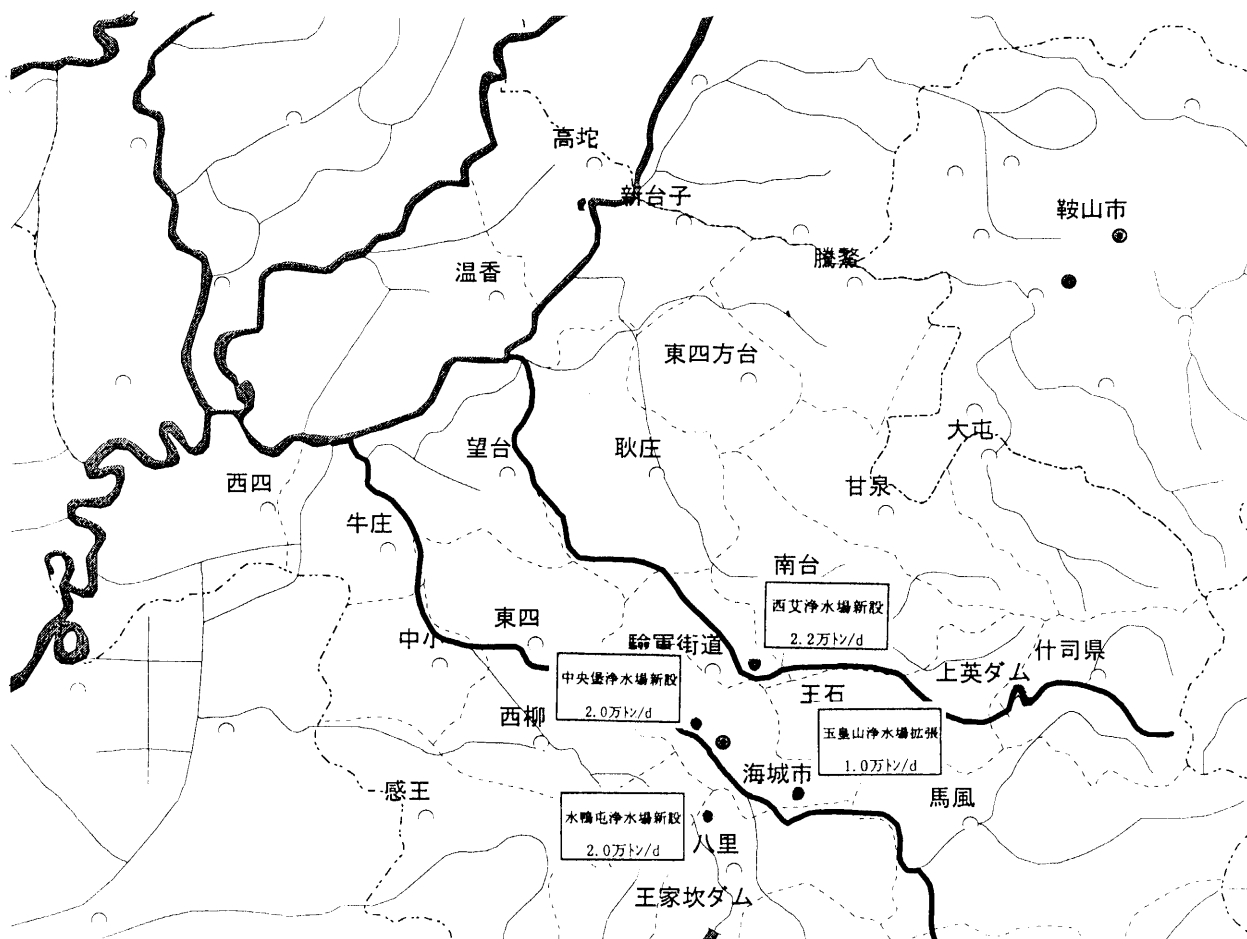 高坨
新台子
鞍山市
騰鰲
温香
東四方台
大屯
望台
耿庄
西四
甘泉
牛庄
南台
西艾浄水場新設
2.2万トン/d
東四
中小
街道
什司県
上英ダム
中央堡浄水場新設
2.0万トン/d
王石
西柳
玉皇山浄水場拡張
1.0万トン/d
海城市
感王
馬風
水鴨屯浄水場新設
2.0万トン/d
八里
王家坎ダム